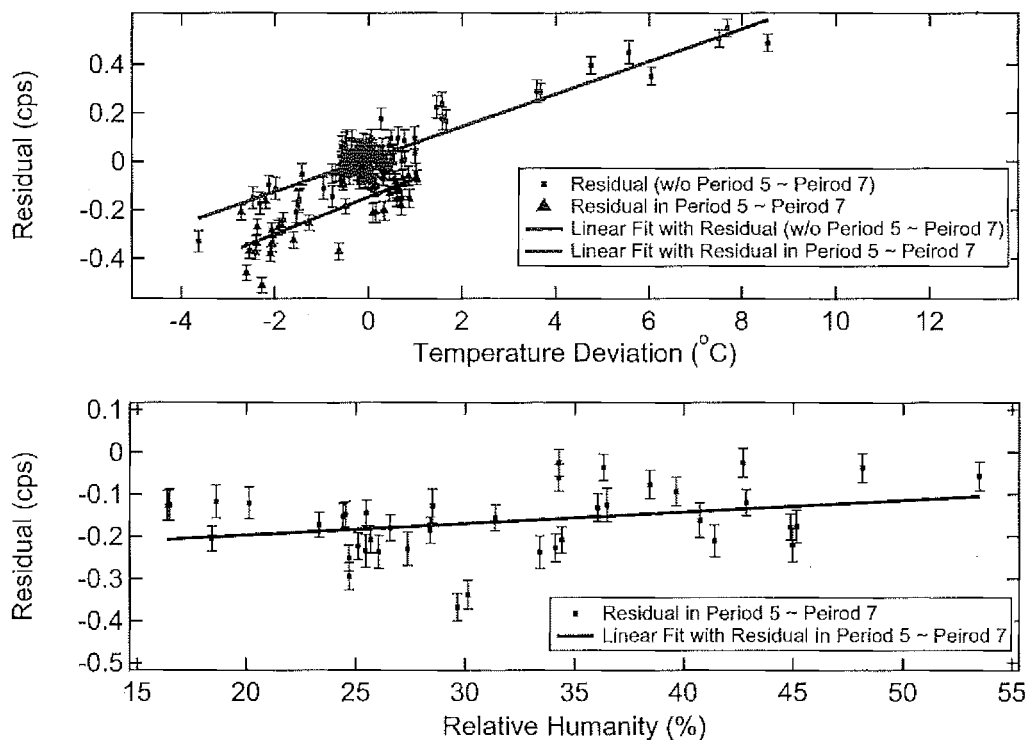 Residual (cps)
0.4
0.2
0
-0.2
-0.4
Residual (w/o Period 5 ~ Peirod 7)
Residual in Period 5 ~ Peirod 7
Linear Fit with Residual (w/o Period 5 ~ Peirod 7)
Linear Fit with Residual in Period 5 ~ Peirod 7
-4 -2 0 2 4 6 8 10 12
Temperature Deviation (°C)
Residual (cps)
0.1
0
-0.1
-0.2
-0.3
-0.4
-0.5
Residual in Period 5 ~ Peirod 7
Linear Fit with Residual in Period 5 ~ Peirod 7
15 20 25 30 35 40 45 50 55
Relative Humanity (%)